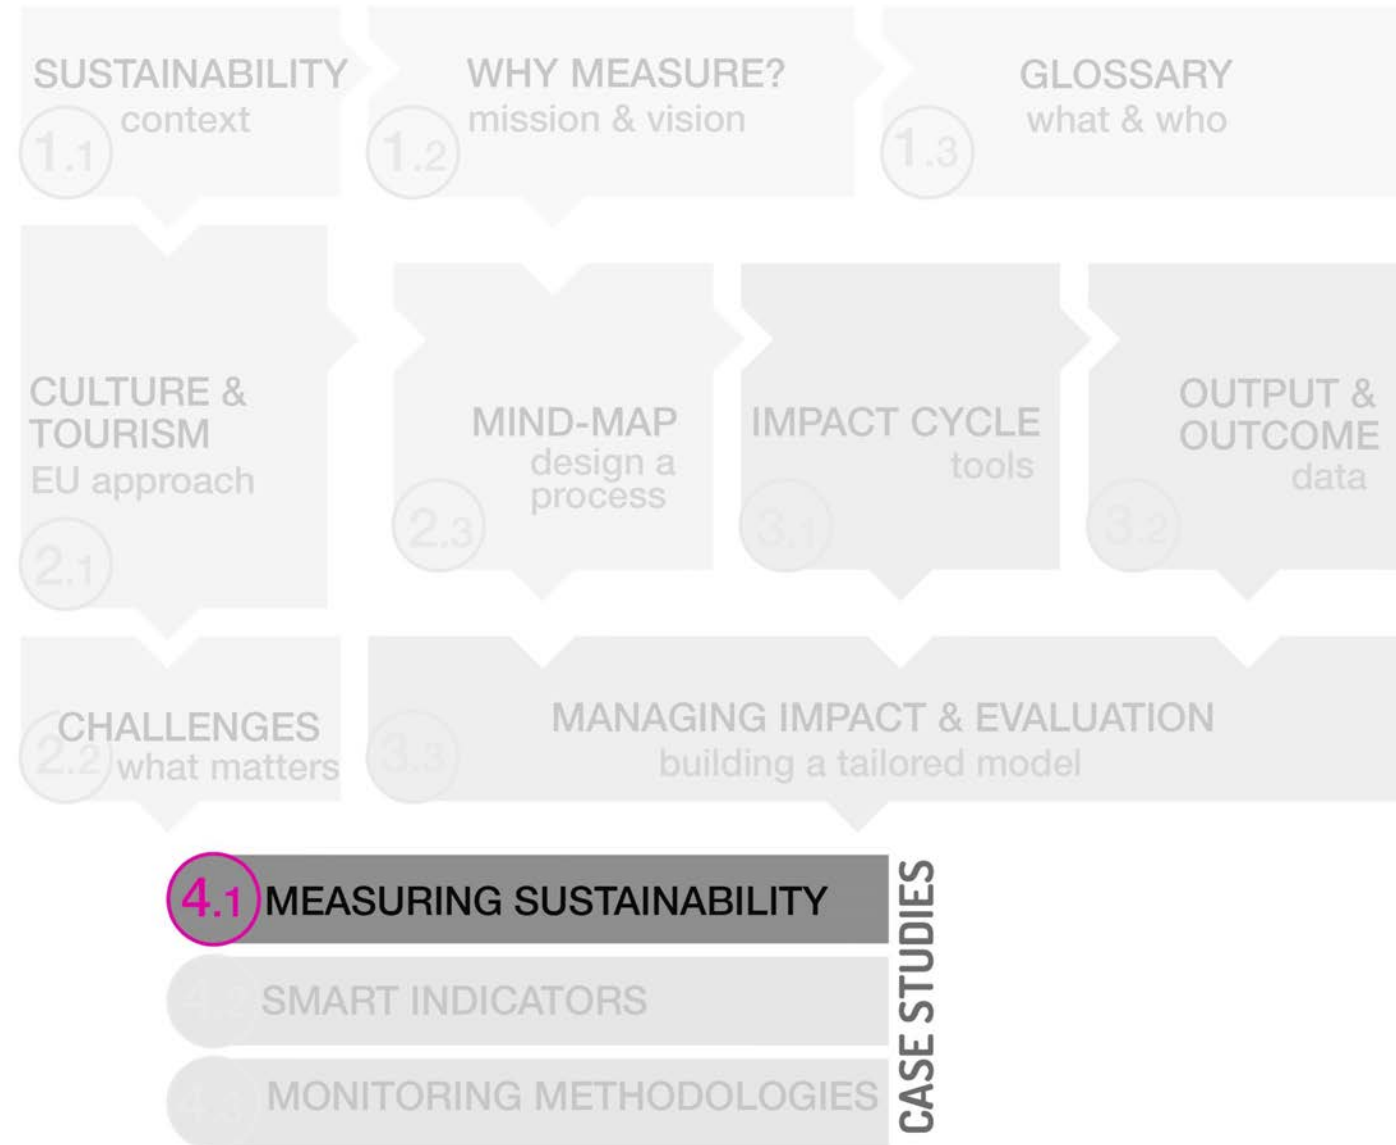 SUSTAINABILITY
context
1.1
WHY MEASURE?
mission & vision
1.2
GLOSSARY
what & who
1.3
CULTURE &
TOURISM
EU approach
2.1
MIND-MAP
design a
process
2.3
IMPACT CYCLE
tools
3.1
OUTPUT &
OUTCOME
data
3.2
CHALLENGES
2.2 what matters
MANAGING IMPACT & EVALUATION
building a tailored model
3.3
4.1 MEASURING SUSTAINABILITY
4.2 SMART INDICATORS
MONITORING METHODOLOGIES
CASE STUDIES